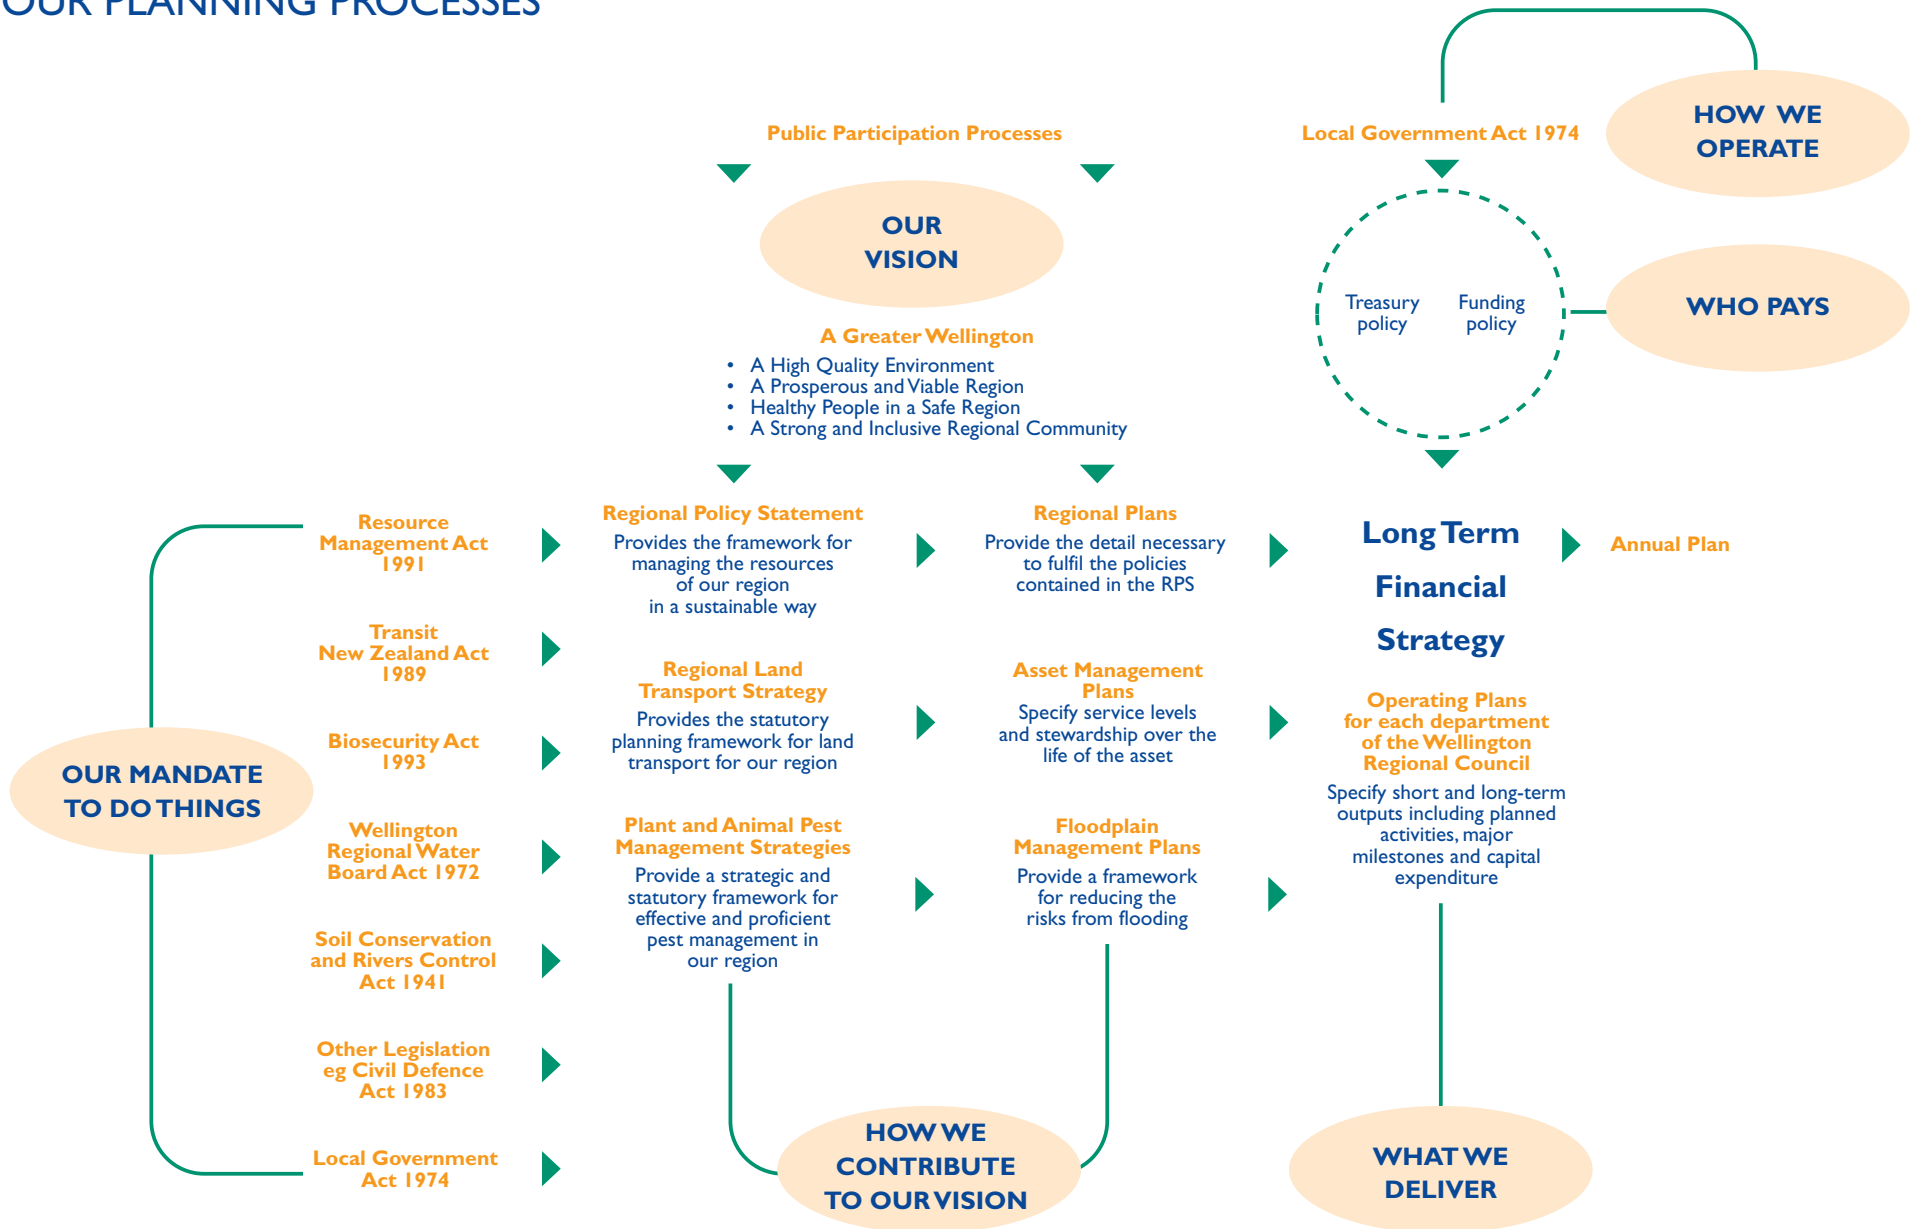 OUR PLANNING PROCESSES
HOW WE
OPERATE
Public Participation Processes
Local Government Act 1974
OUR
VISION
Treasury
policy
Funding
policy
WHO PAYS
A Greater Wellington
• A High Quality Environment
• A Prosperous and Viable Region
• Healthy People in a Safe Region
• A Strong and Inclusive Regional Community
OUR MANDATE
TO DO THINGS
Resource
Management Act
1991
Transit
New Zealand Act
1989
Biosecurity Act
1993
Wellington
Regional Water
Board Act 1972
Soil Conservation
and Rivers Control
Act 1941
Other Legislation
eg Civil Defence
Act 1983
Local Government
Act 1974
Regional Policy Statement
Provides the framework for
managing the resources
of our region
in a sustainable way
Regional Land
Transport Strategy
Provides the statutory
planning framework for land
transport for our region
Plant and Animal Pest
Management Strategies
Provide a strategic and
statutory framework for
effective and proficient
pest management in
our region
Regional Plans
Provide the detail necessary
to fulfil the policies
contained in the RPS
Asset Management
Plans
Specify service levels
and stewardship over the
life of the asset
Floodplain
Management Plans
Provide a framework
for reducing the
risks from flooding
HOW WE
CONTRIBUTE
TO OUR VISION
Long Term
Financial
Strategy
Annual Plan
Operating Plans
for each department
of the Wellington
Regional Council
Specify short and long-term
outputs including planned
activities, major
milestones and capital
expenditure
WHAT WE
DELIVER